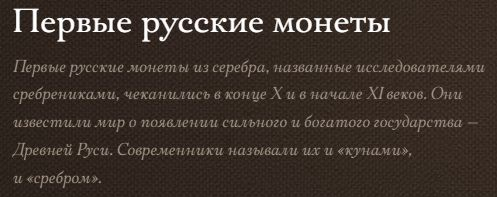 Первые русские монеты
Первые русские монеты из серебра, названные исследователями
сребрениками, чеканились в конце X и в начале XI веков. Они
известили мир о появлении сильного и богатого государства —
Древней Руси. Современники называли их и «кунами»,
и «сребром».